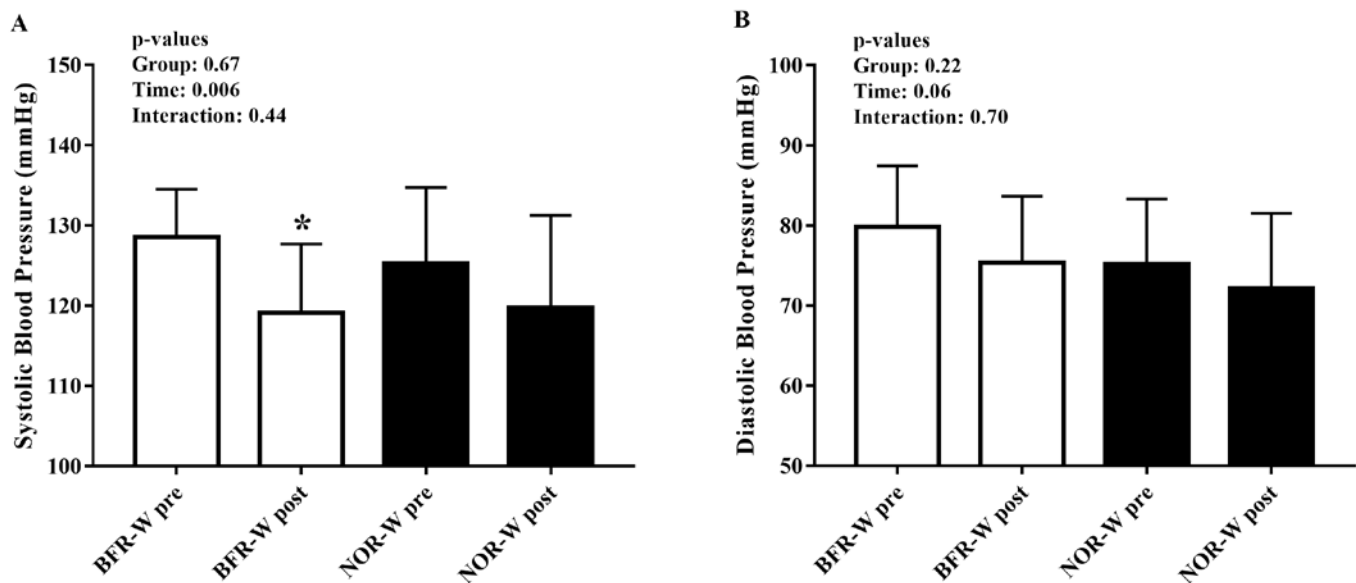 A
p-values
Group: 0.67
Time: 0.006
Interaction: 0.44
Systolic Blood Pressure (mmHg)
150
140
130
120
110
100
*
BFR-W pre
BFR-W post
NOR-W pre
NOR-W post
B
p-values
Group: 0.22
Time: 0.06
Interaction: 0.70
Diastolic Blood Pressure (mmHg)
100
90
80
70
60
50
BFR-W pre
BFR-W post
NOR-W pre
NOR-W post